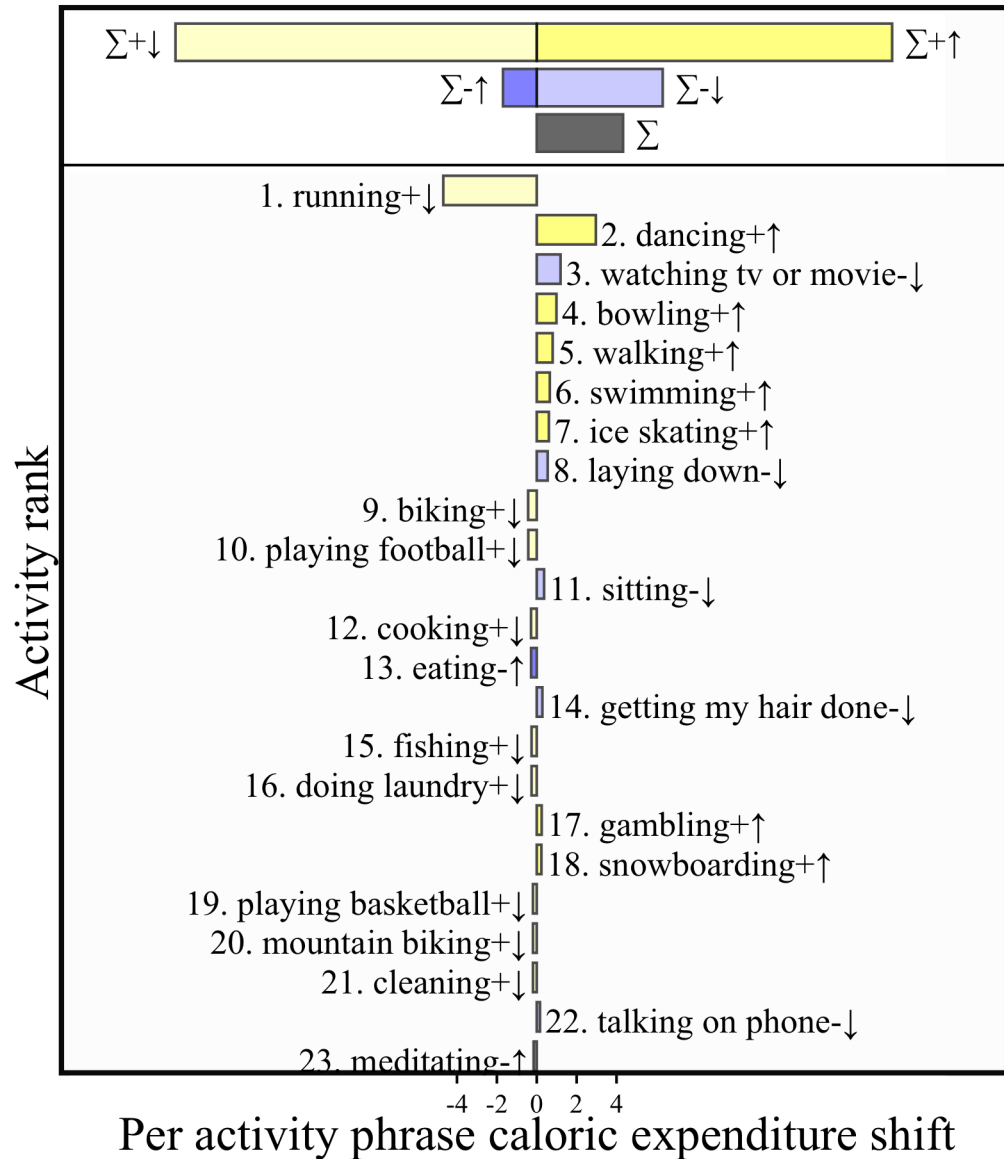 ∑+↓ ∑+↑
∑-↑ ∑-↓
∑
1. running+↓
2. dancing+↑
3. watching tv or movie-↓
4. bowling+↑
5. walking+↑
6. swimming+↑
7. ice skating+↑
8. laying down-↓
9. biking+↓
10. playing football+↓
11. sitting-↓
12. cooking+↓
13. eating-↑
14. getting my hair done-↓
15. fishing+↓
16. doing laundry+↓
17. gambling+↑
18. snowboarding+↑
19. playing basketball+↓
20. mountain biking+↓
21. cleaning+↓
22. talking on phone-↓
23. meditating-↑
Activity rank
-4 -2 0 2 4
Per activity phrase caloric expenditure shift